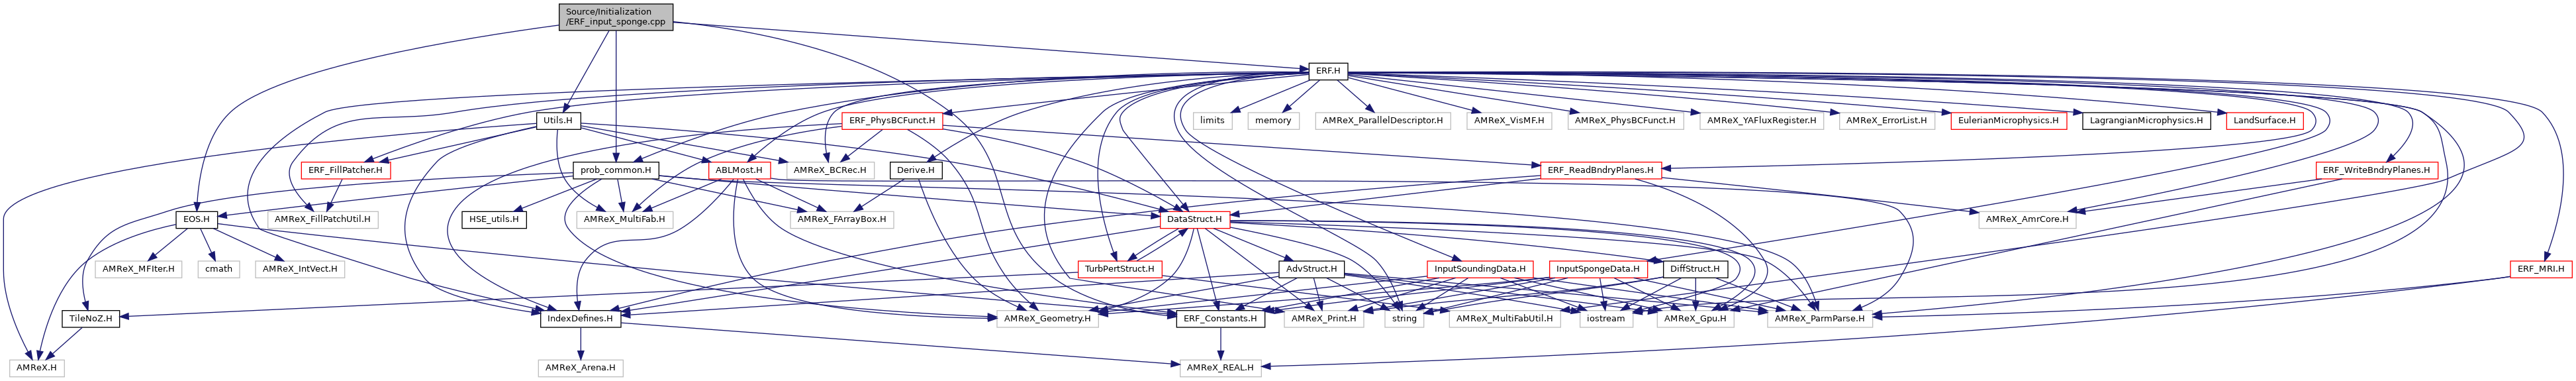 Source/Initialization
/ERF_input_sponge.cpp
ERF.H
Utils.H
ERF_PhysBCFunct.H
limits
memory
AMReX_ParallelDescriptor.H
AMReX_VisMF.H
AMReX_PhysBCFunct.H
AMReX_YAFluxRegister.H
AMReX_ErrorList.H
EulerianMicrophysics.H
LagrangianMicrophysics.H
LandSurface.H
ERF_FillPatcher.H
prob_common.H
ABLMost.H
AMReX_BCRec.H
Derive.H
ERF_ReadBndryPlanes.H
ERF_WriteBndryPlanes.H
AMReX_FillPatchUtil.H
EOS.H
HSE_utils.H
AMReX_MultiFab.H
AMReX_FArrayBox.H
DataStruct.H
AMReX_AmrCore.H
AMReX_MFIter.H
cmath
AMReX_IntVect.H
TurbPertStruct.H
AdvStruct.H
InputSoundingData.H
InputSpongeData.H
DiffStruct.H
ERF_MRI.H
TileNoZ.H
IndexDefines.H
AMReX_Geometry.H
ERF_Constants.H
AMReX_Print.H
string
AMReX_MultiFabUtil.H
iostream
AMReX_Gpu.H
AMReX_ParmParse.H
AMReX.H
AMReX_Arena.H
AMReX_REAL.H